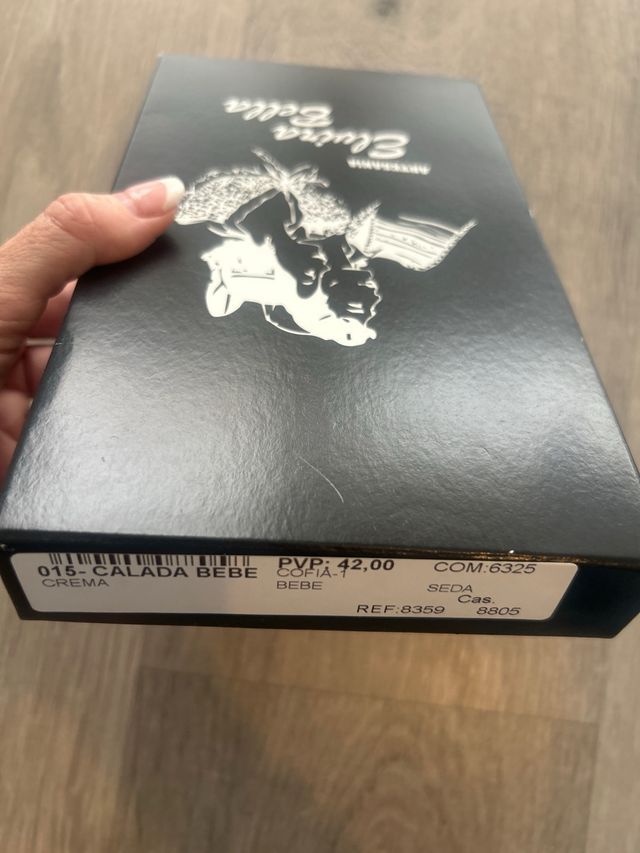 ARTESANIA
Elvira
Bella
015- CALADA BEBE PVP: 42,00 COM:6325
CREMA COFIA-1 SEDA
BEBE Cas.
REF:8359 8805